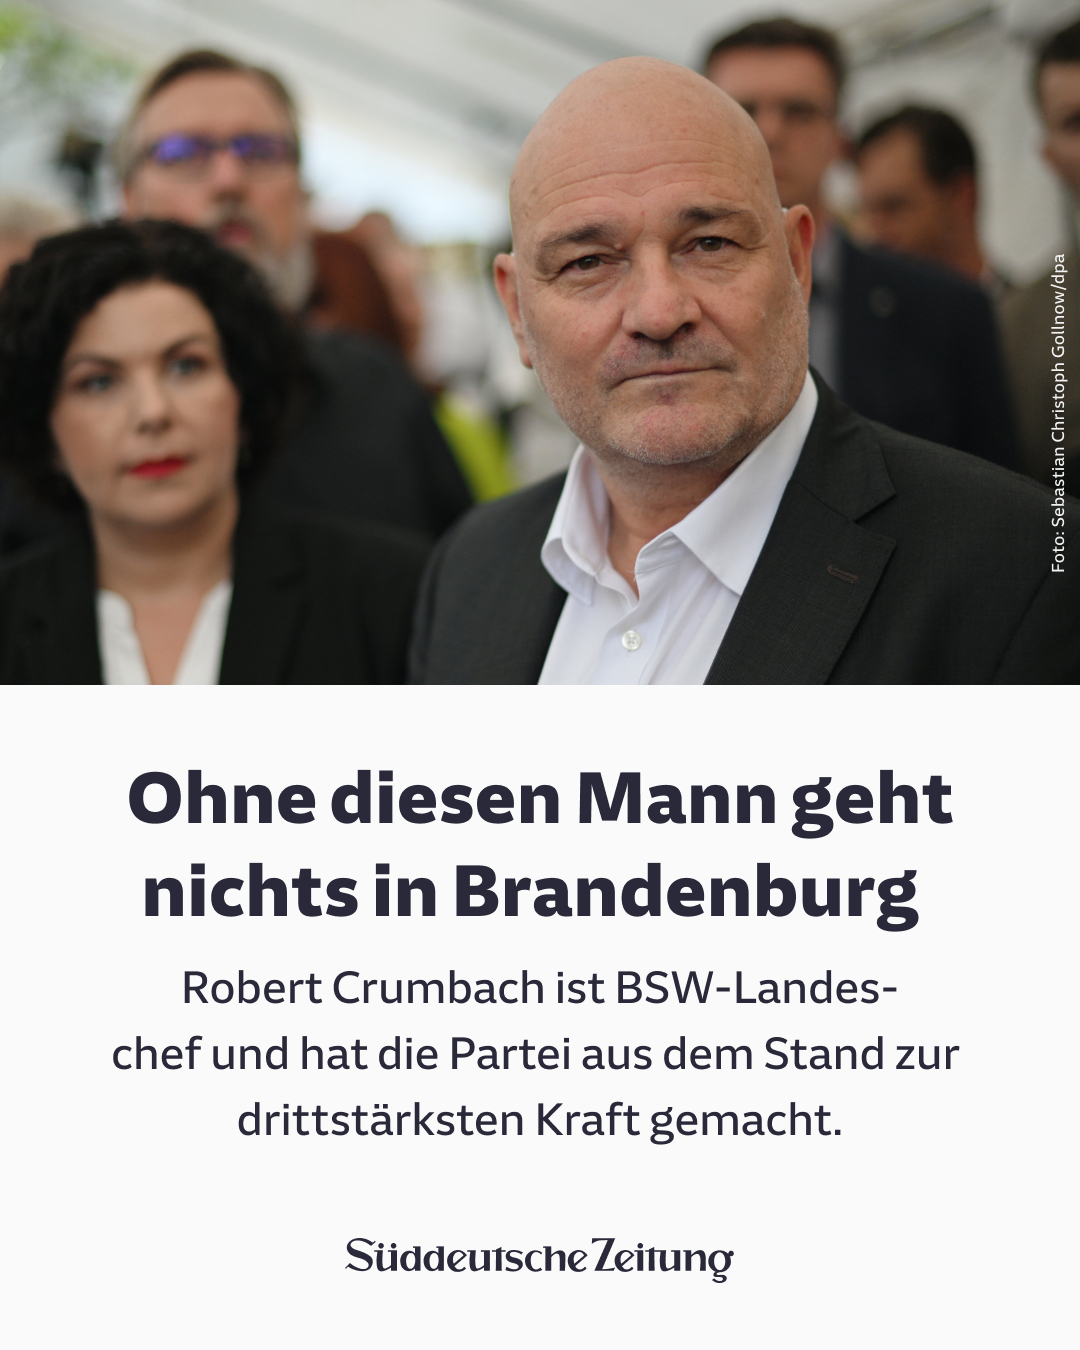 Foto: Sebastian Christoph Gollnow/dpa
Ohne diesen Mann geht
nichts in Brandenburg
Robert Crumbach ist BSW-Landes-
chef und hat die Partei aus dem Stand zur
drittstärksten Kraft gemacht.
Süddeutsche Zeitung